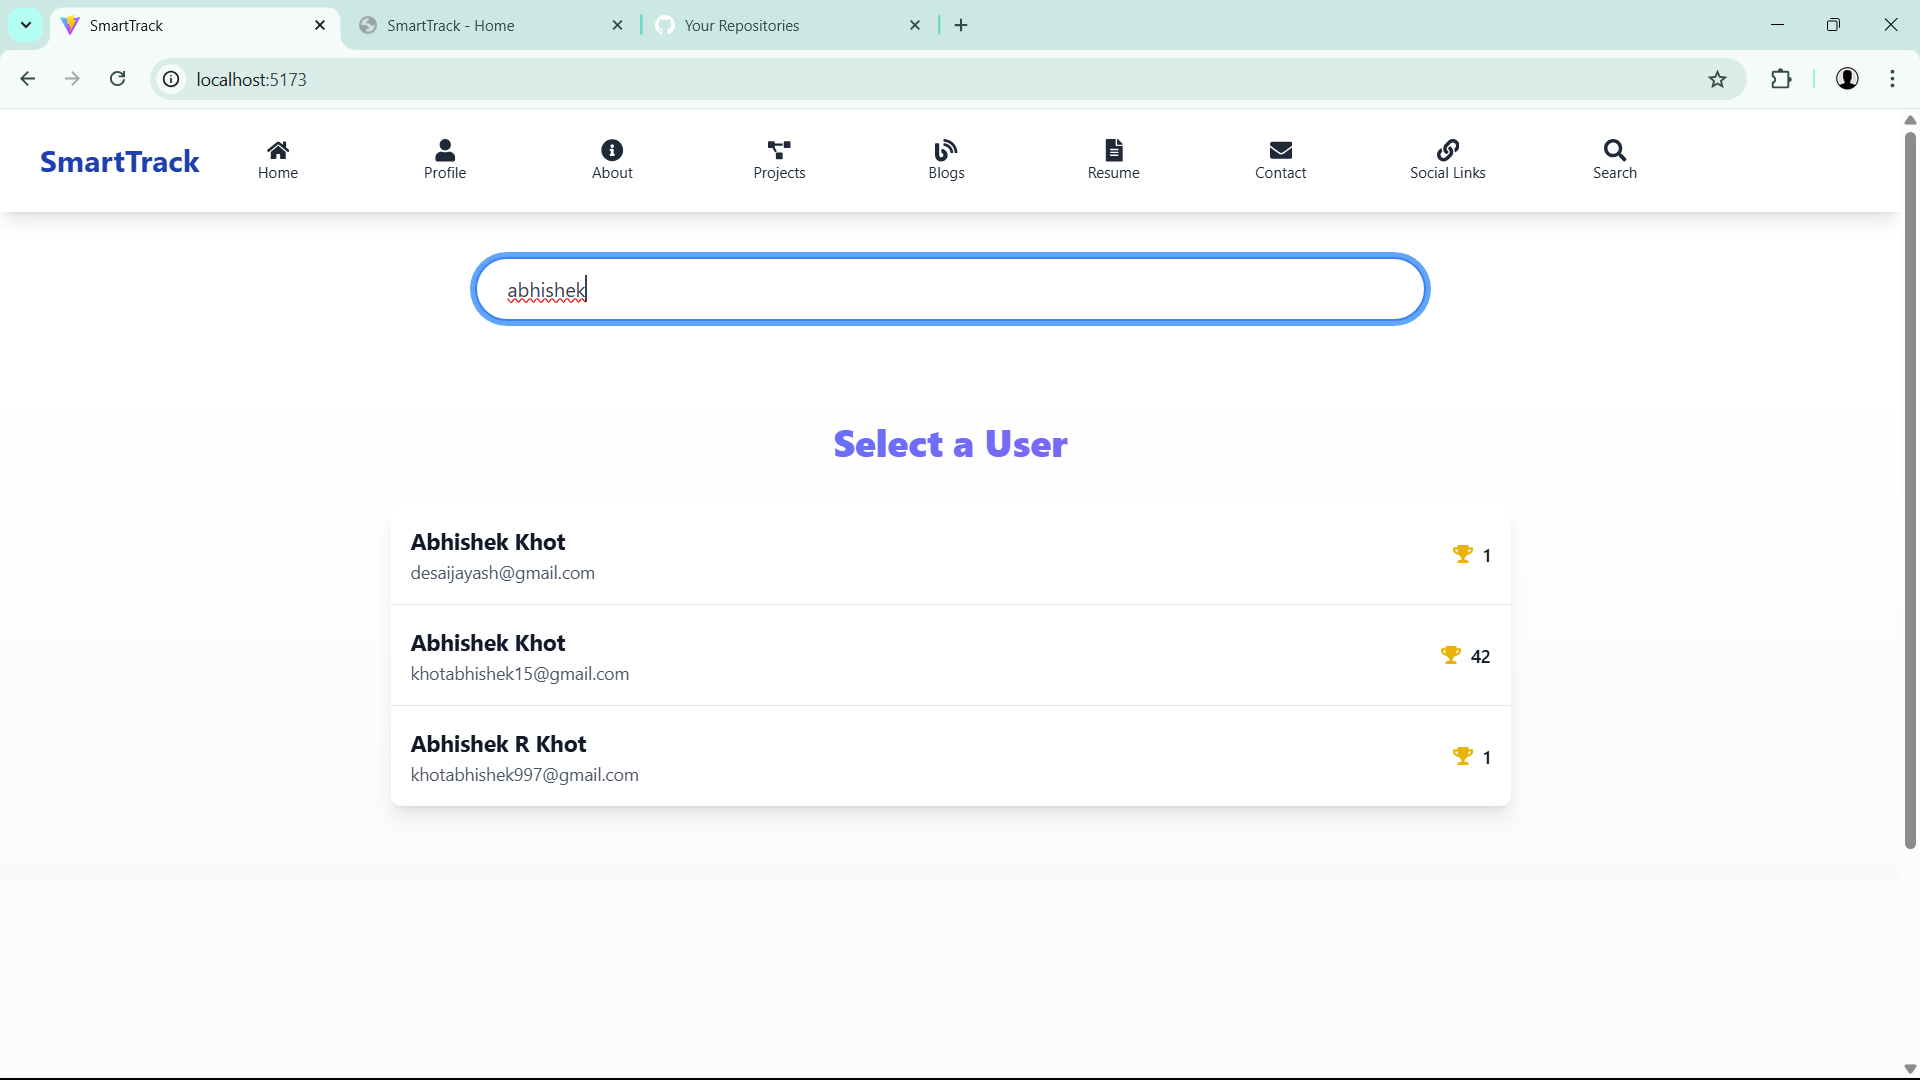 SmartTrack
SmartTrack - Home
Your Repositories
localhost:5173
SmartTrack
Home
Profile
About
Projects
Blogs
Resume
Contact
Social Links
Search
abhishek
Select a User
Abhishek Khot
desaijayash@gmail.com
1
Abhishek Khot
khotabhishek15@gmail.com
42
Abhishek R Khot
khotabhishek997@gmail.com
1